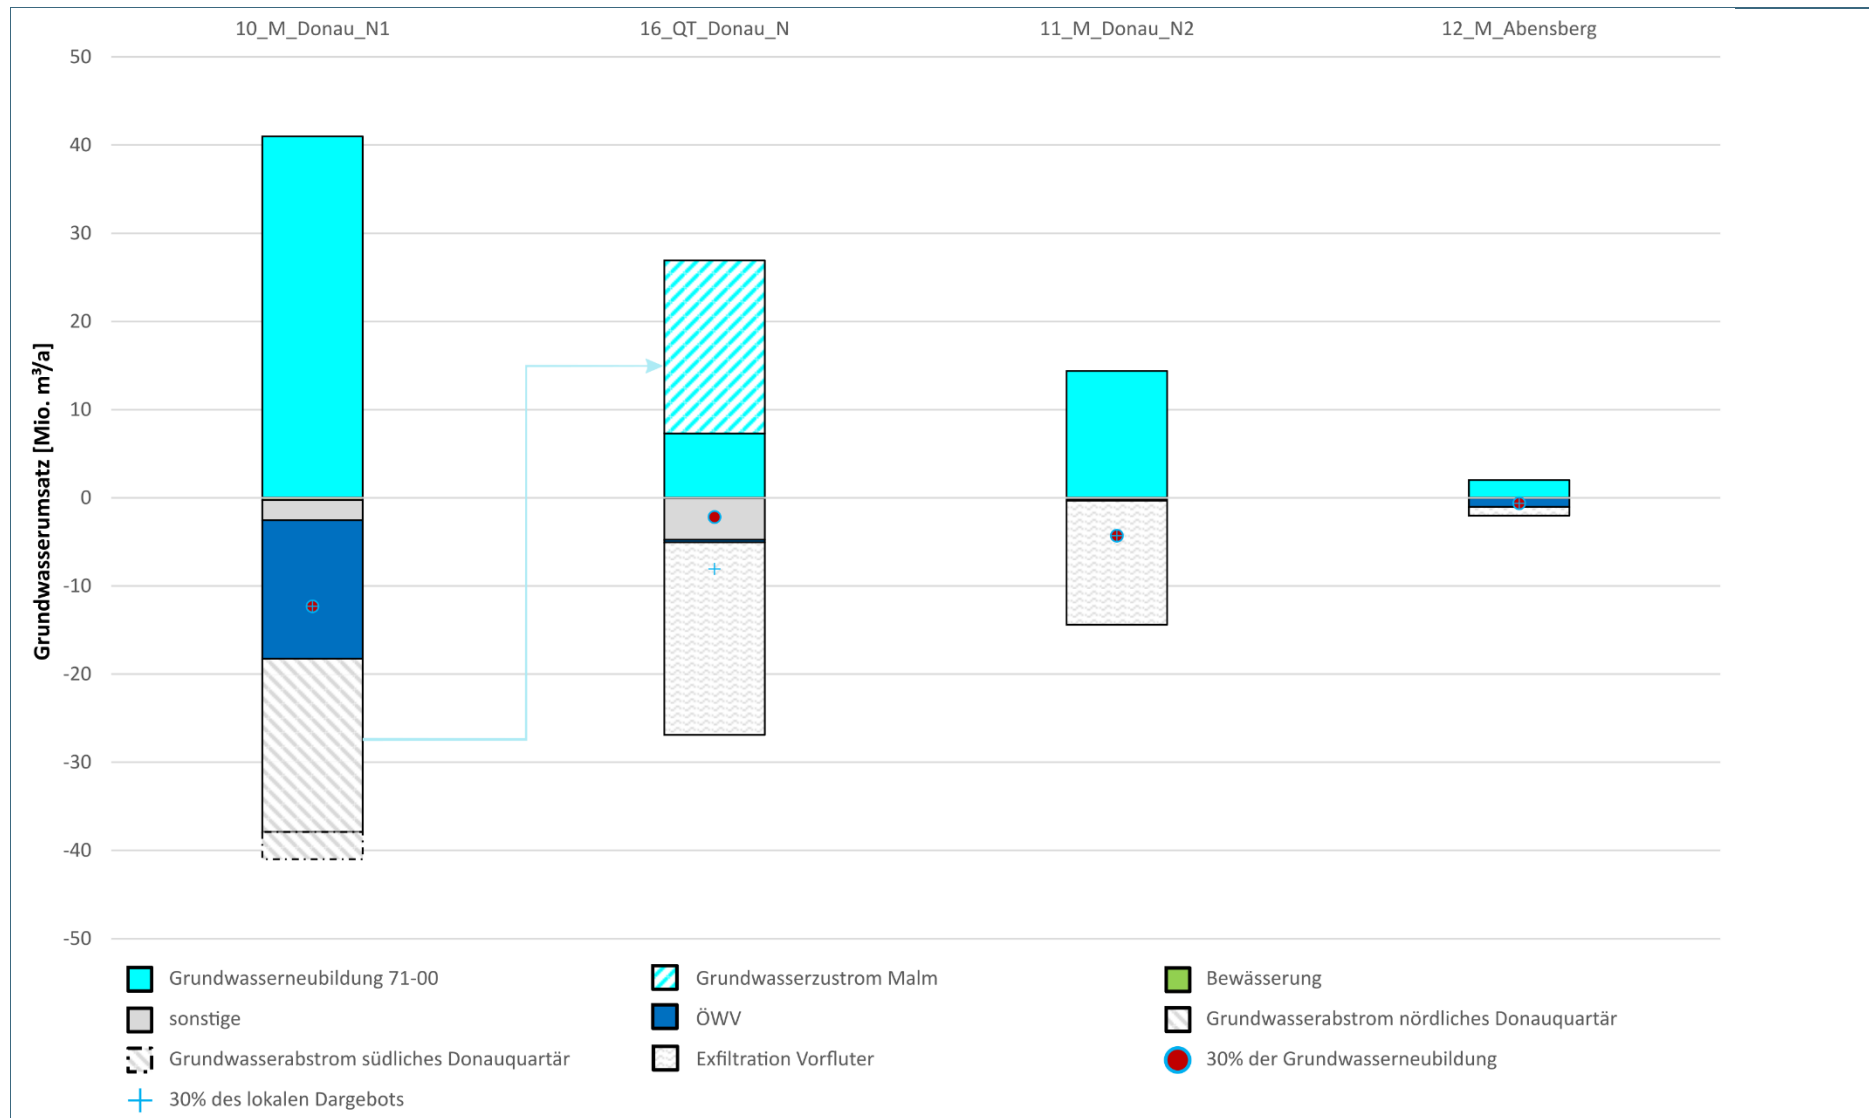 10_M_Donau_N1 16_QT_Donau_N 11_M_Donau_N2 12_M_Abensberg
50
40
30
20
10
0
-10
-20
-30
-40
-50
Grundwasserumsatz [Mio. m³/a]
Grundwasserneubildung 71-00 Grundwasserzustrom Malm Bewässerung
sonstige ÖWV Grundwasserabstrom nördliches Donauquartär
Grundwasserabstrom südliches Donauquartär Exfiltration Vorfluter 30% der Grundwasserneubildung
30% des lokalen Dargebots